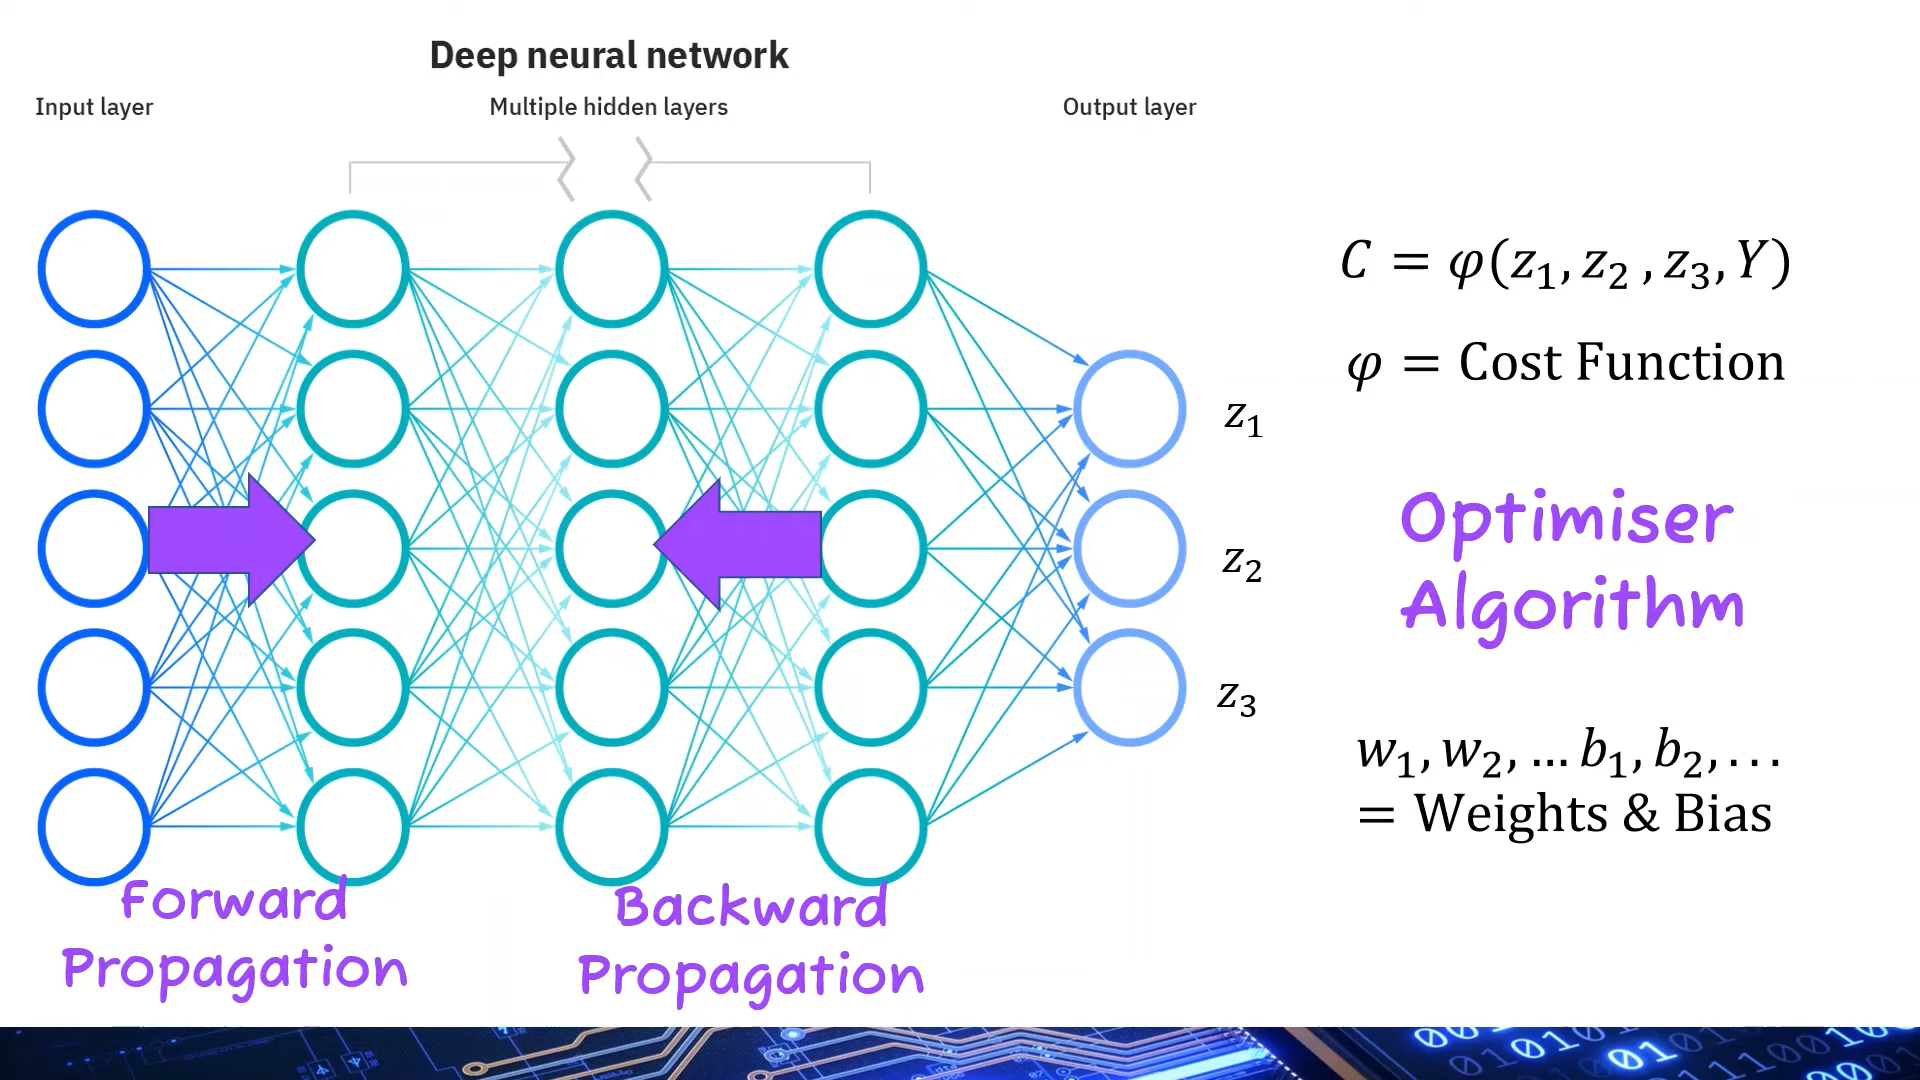 Deep neural network
Input layer
Multiple hidden layers
Output layer
C = φ(z₁, z₂ , z₃, Y)
φ = Cost Function
z₁
Optimiser
Algorithm
z₂
z₃
w₁, w₂, ... b₁, b₂, . . .
= Weights & Bias
Forward
Propagation
Backward
Propagation